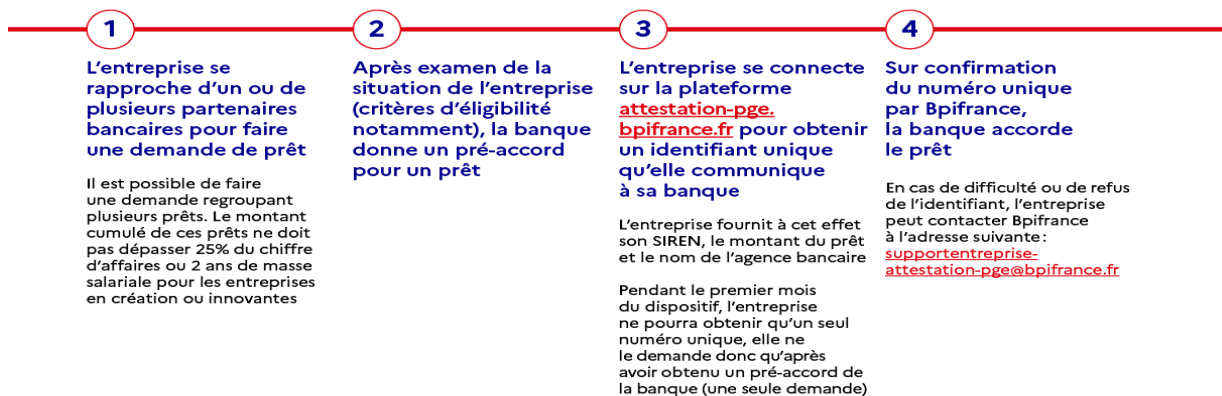 1
L'entreprise se
rapproche d'un ou de
plusieurs partenaires
bancaires pour faire
une demande de prêt
Il est possible de faire
une demande regroupant
plusieurs prêts. Le montant
cumulé de ces prêts ne doit
pas dépasser 25% du chiffre
d'affaires ou 2 ans de masse
salariale pour les entreprises
en création ou innovantes
2
Après examen de la
situation de l'entreprise
(critères d'éligibilité
notamment), la banque
donne un pré-accord
pour un prêt
3
L'entreprise se connecte
sur la plateforme
attestation-pge.
bpifrance.fr pour obtenir
un identifiant unique
qu'elle communique
à sa banque
L'entreprise fournit à cet effet
son SIREN, le montant du prêt
et le nom de l'agence bancaire
Pendant le premier mois
du dispositif, l'entreprise
ne pourra obtenir qu'un seul
numéro unique, elle ne
le demande donc qu'après
avoir obtenu un pré-accord de
la banque (une seule demande)
4
Sur confirmation
du numéro unique
par Bpifrance,
la banque accorde
le prêt
En cas de difficulté ou de refus
de l'identifiant, l'entreprise
peut contacter Bpifrance
à l'adresse suivante :
supportentreprise-
attestation-pge@bpifrance.fr